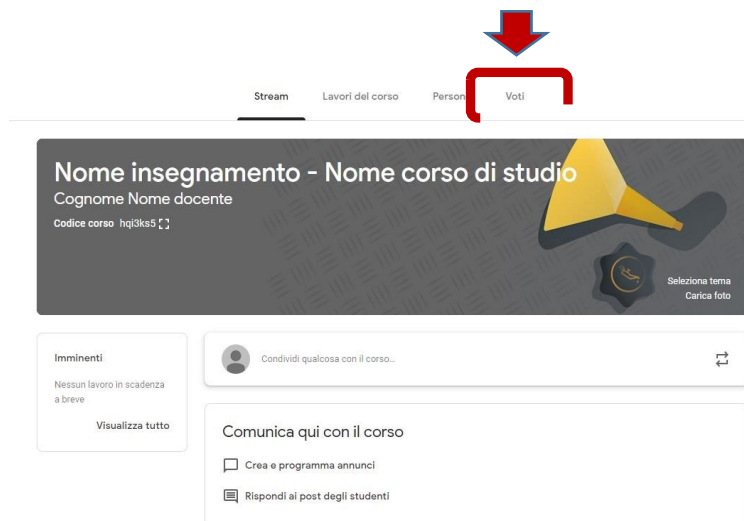 Stream Lavori del corso Person Voti
Nome insegnamento - Nome corso di studio
Cognome Nome docente
Codice corso hqi3ks5
Seleziona tema
Carica foto
Imminenti
Nessun lavoro in scadenza
a breve
Visualizza tutto
Condividi qualcosa con il corso...
Comunica qui con il corso
Crea e programma annunci
Rispondi ai post degli studenti